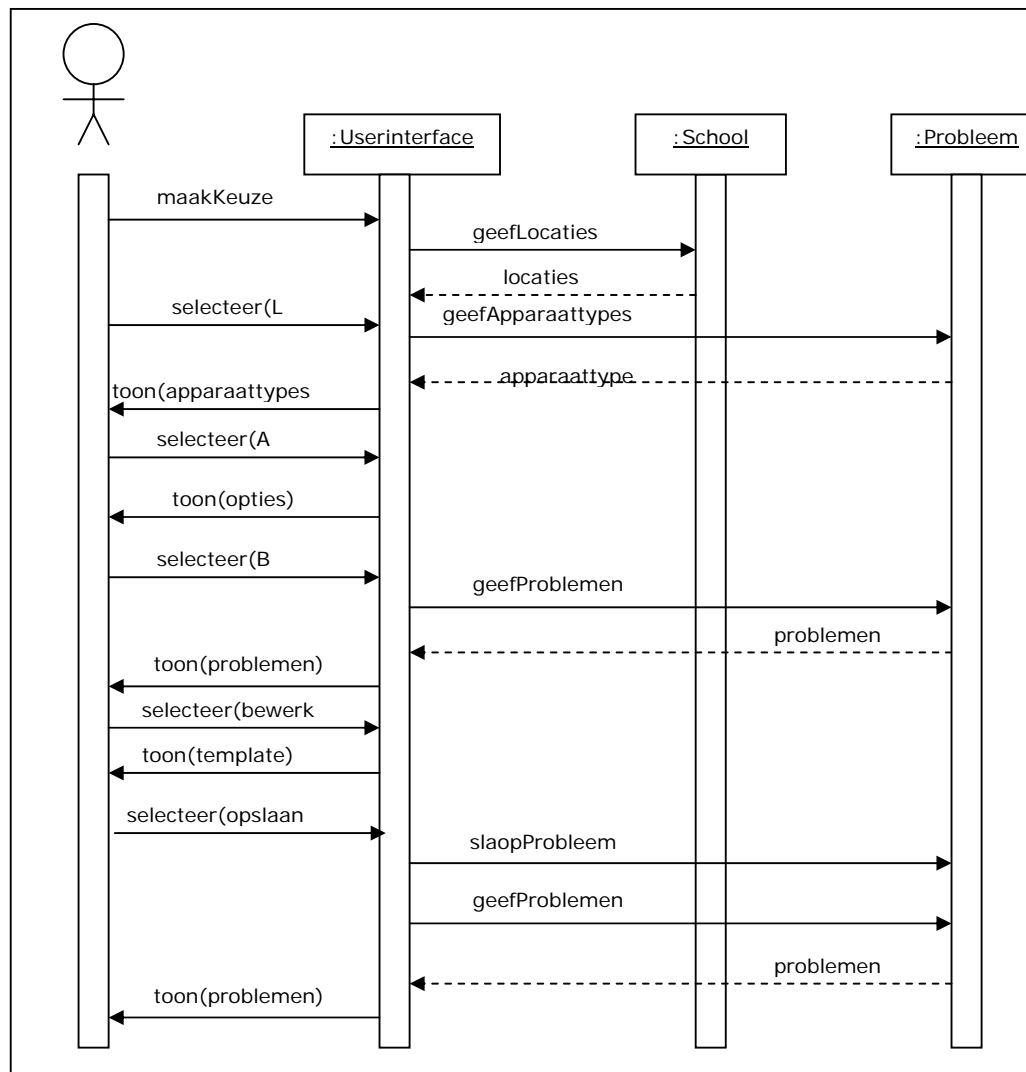 :Userinterface
:School
:Probleem
maakKeuze
geefLocaties
locaties
selecteer(L
geefApparaattypes
apparaattype
toon(apparaattypes
selecteer(A
toon(opties)
selecteer(B
geefProblemen
problemen
toon(problemen)
selecteer(bewerk
toon(template)
selecteer(opslaan
slaopProbleem
geefProblemen
problemen
toon(problemen)